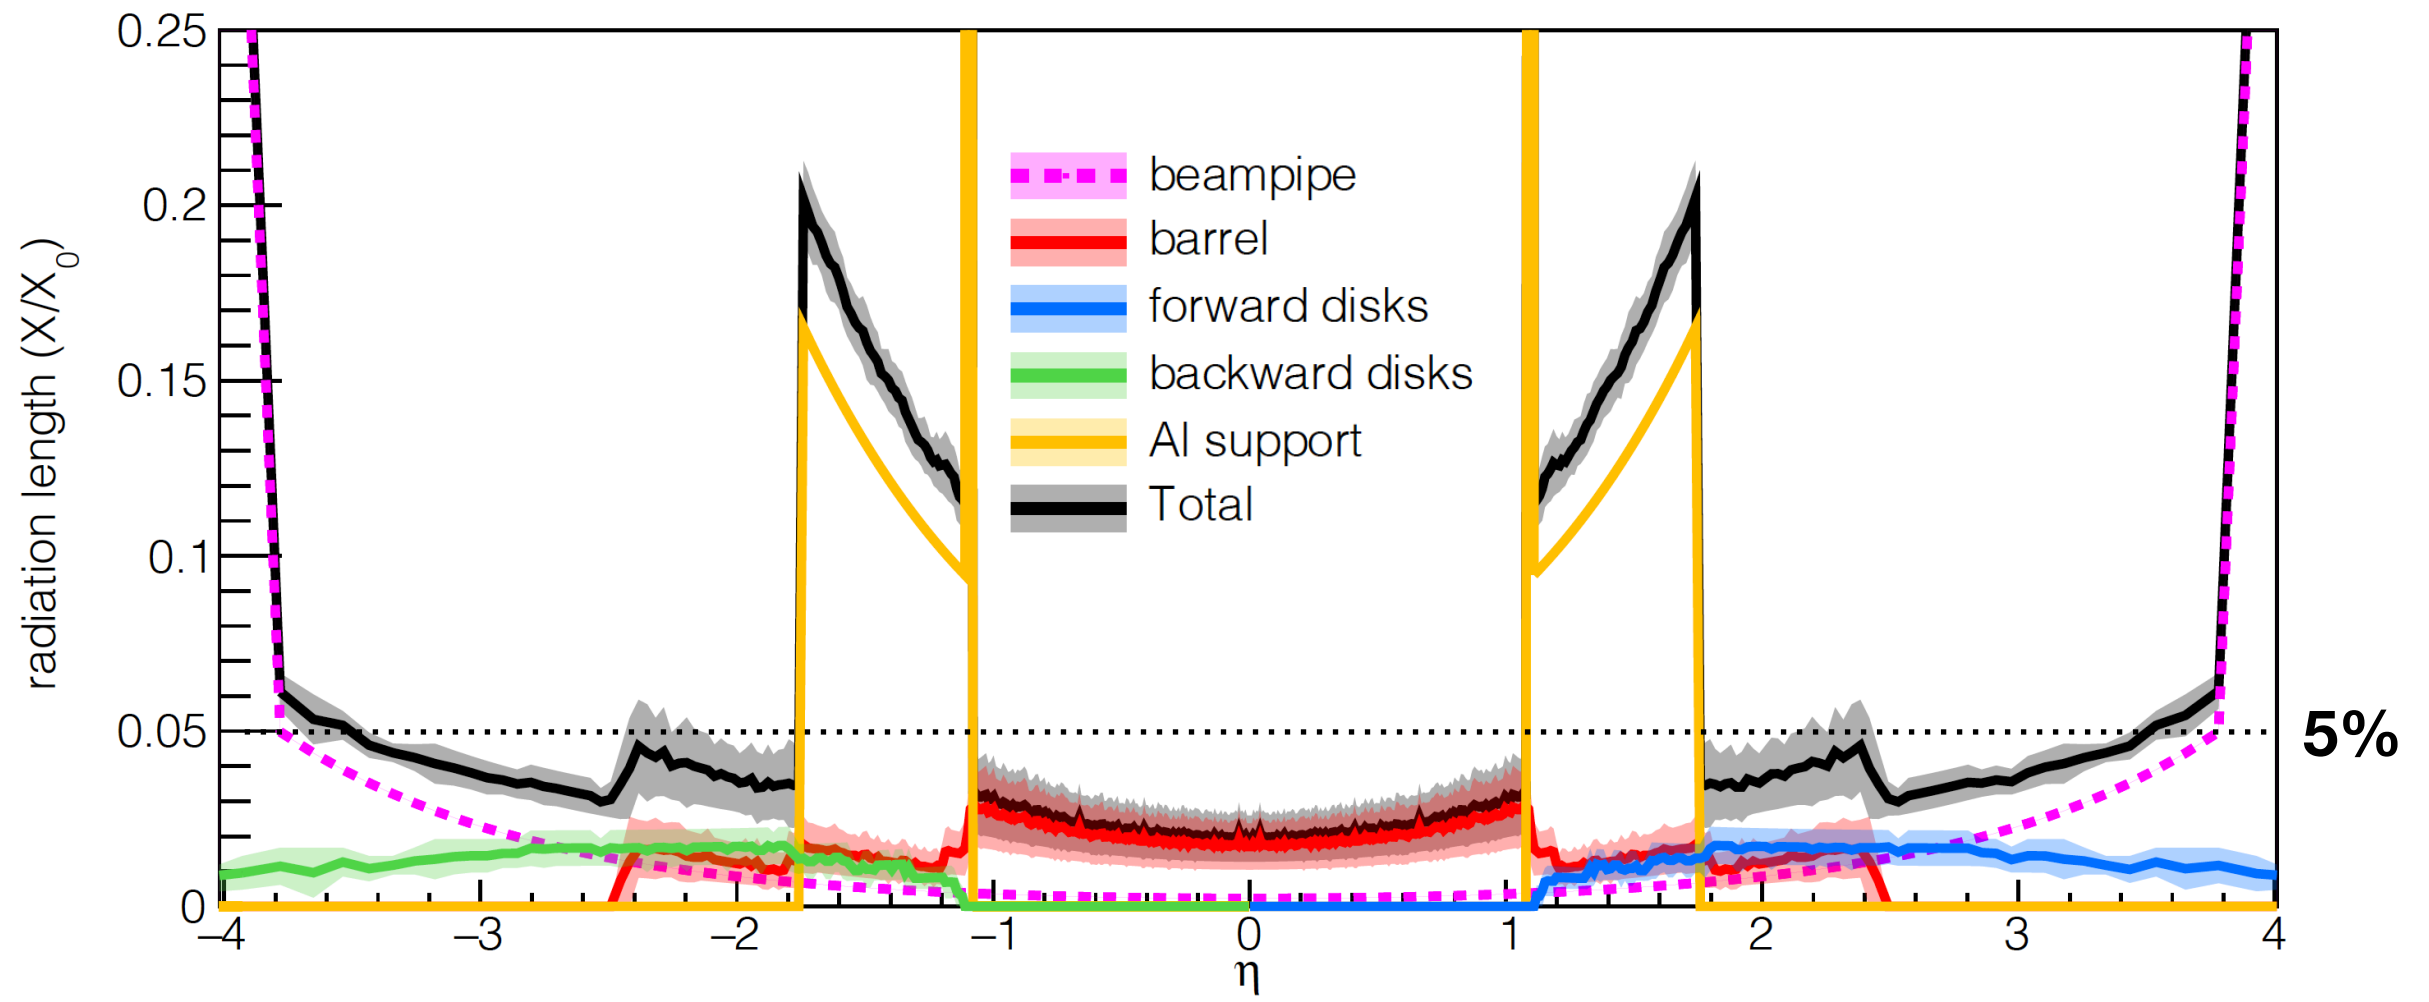 0.25
0.2
0.15
0.1
0.05
0
radiation length (X/X0)
beampipe
barrel
forward disks
backward disks
Al support
Total
5%
−4 −3 −2 −1 0 1 2 3 4
η